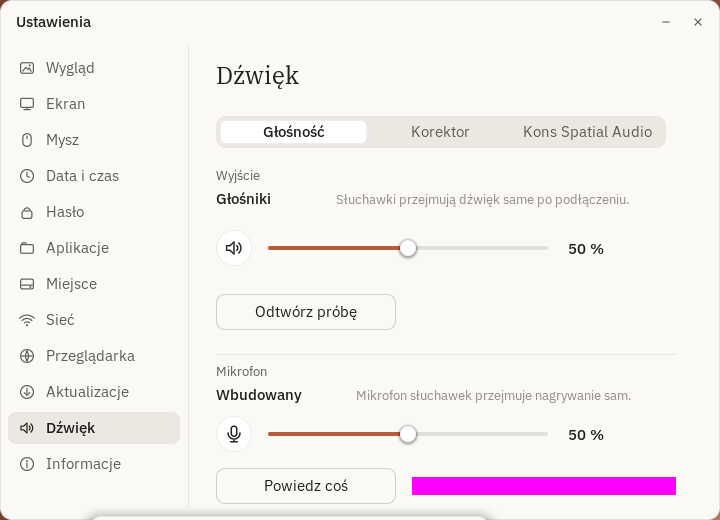 Ustawienia
Wygląd
Ekran
Mysz
Data i czas
Hasło
Aplikacje
Miejsce
Sieć
Przeglądarka
Aktualizacje
Dźwięk
Informacje
Dźwięk
Głośność Korektor Kons Spatial Audio
Wyjście
Głośniki Słuchawki przejmują dźwięk same po podłączeniu.
50 %
Odtwórz próbę
Mikrofon
Wbudowany Mikrofon słuchawek przejmuje nagrywanie sam.
50 %
Powiedz coś